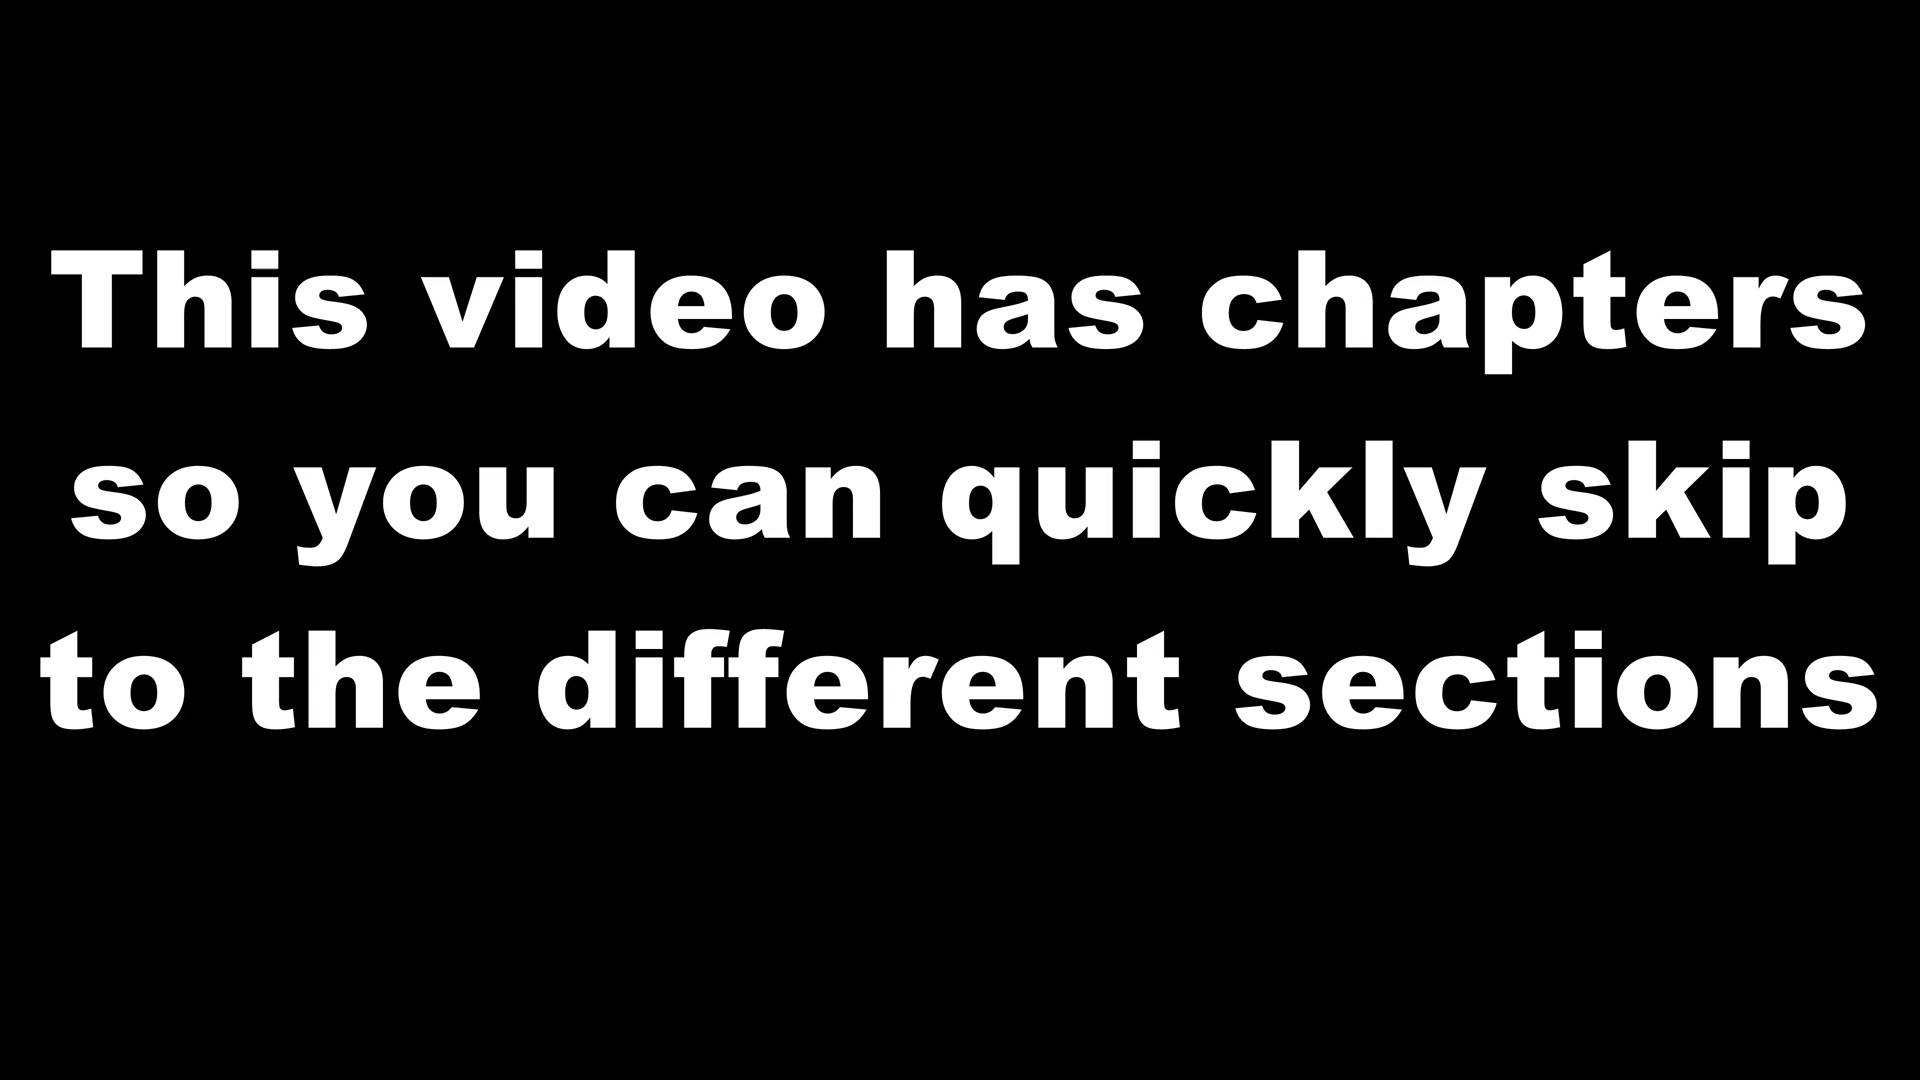 This video has chapters
so you can quickly skip
to the different sections